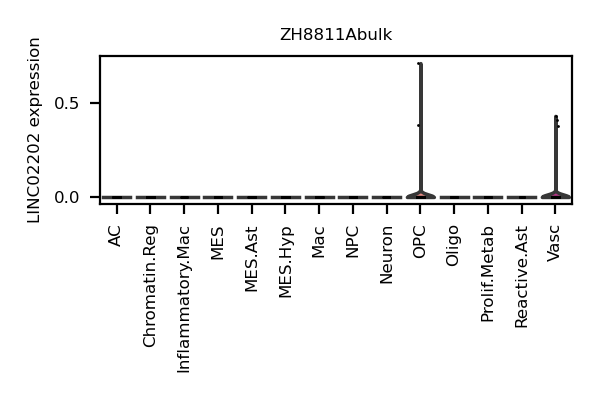 ZH8811Abulk
LINC02202 expression
0.5
0.0
AC
Chromatin.Reg
Inflammatory.Mac
MES
MES.Ast
MES.Hyp
Mac
NPC
Neuron
OPC
Oligo
Prolif.Metab
Reactive.Ast
Vasc